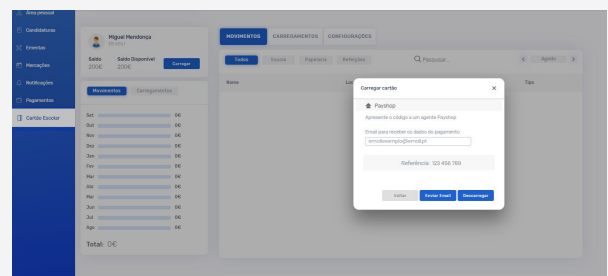 Área pessoal
Candidaturas
Ementas
Marcações
Notificações
Pagamentos
Cartão Escolar
Miguel Mendonça
Saldo
200€
Saldo Disponível
200€
Carregar
Movimentos
Carregamentos
Set 0€
Out 0€
Nov 0€
Dez 0€
Jan 0€
Fev 0€
Mar 0€
Abr 0€
Mai 0€
Jun 0€
Jul 0€
Ago 0€
Total: 0€
MOVIMENTOS
CARREGAMENTOS
CONFIGURAÇÕES
Todos
Escola
Papelaria
Refeições
Pesquisar...
Agosto
Nome
Loc
Tipo
Carregar cartão
Payshop
Apresente o código a um agente Payshop
Email para receber os dados do pagamento
emailexemplo@email.pt
Referência 123 456 789
Voltar
Enviar Email
Descarregar